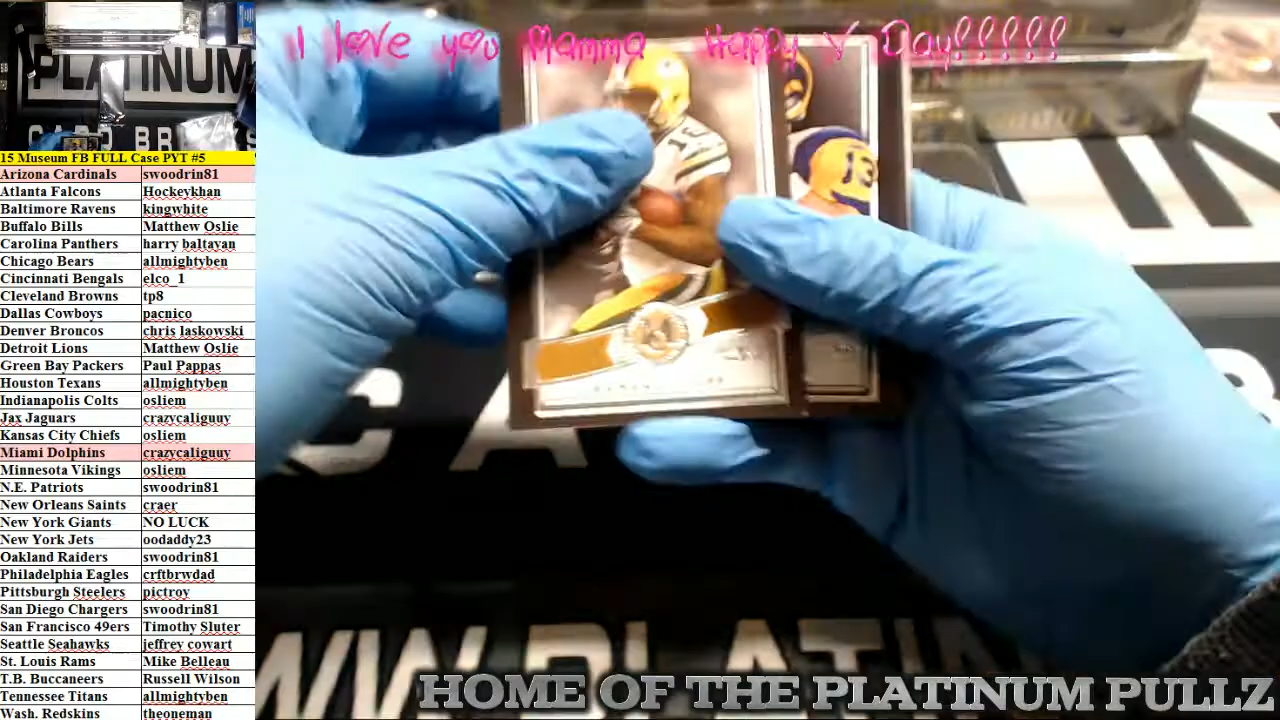 I love you Mamma Happy V Day!!!!!
PLATINUM
CARD BR
15 Museum FB FULL Case PYT #5
Arizona Cardinals swoodrin81
Atlanta Falcons Hockeykhan
Baltimore Ravens kingwhite
Buffalo Bills Matthew Oslie
Carolina Panthers harry baltayan
Chicago Bears allmightyben
Cincinnati Bengals elco_1
Cleveland Browns tp8
Dallas Cowboys pacnico
Denver Broncos chris laskowski
Detroit Lions Matthew Oslie
Green Bay Packers Paul Pappas
Houston Texans allmightyben
Indianapolis Colts osliem
Jax Jaguars crazycaliguuy
Kansas City Chiefs osliem
Miami Dolphins crazycaliguuy
Minnesota Vikings osliem
N.E. Patriots swoodrin81
New Orleans Saints craer
New York Giants NO LUCK
New York Jets oodaddy23
Oakland Raiders swoodrin81
Philadelphia Eagles crftbrwdad
Pittsburgh Steelers pictroy
San Diego Chargers swoodrin81
San Francisco 49ers Timothy Sluter
Seattle Seahawks jeffrey cowart
St. Louis Rams Mike Belleau
T.B. Buccaneers Russell Wilson
Tennessee Titans allmightyben
Wash. Redskins theoneman
13
CA
WW.PLATIN
HOME OF THE PLATINUM PULLZ